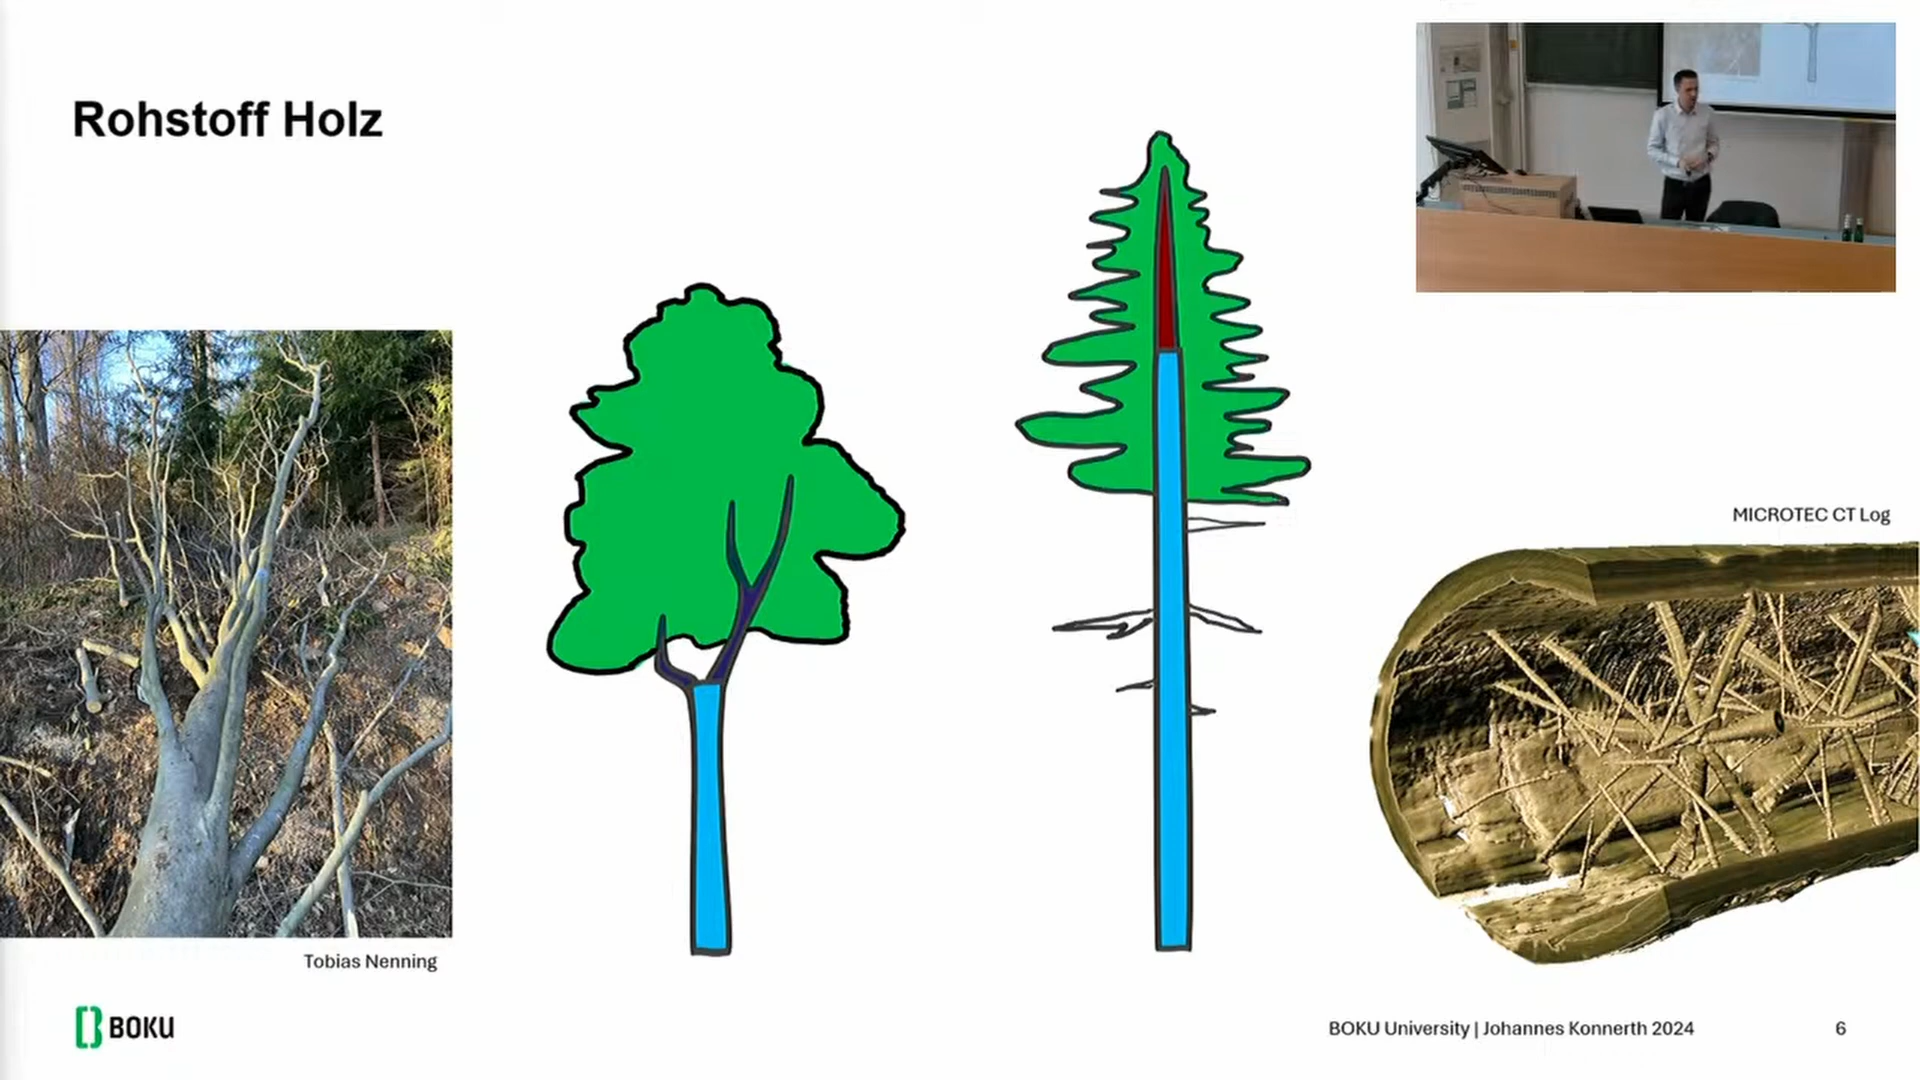 Rohstoff Holz
MICROTEC CT Log
Tobias Nenning
BOKU
BOKU University | Johannes Konnerth 2024
6